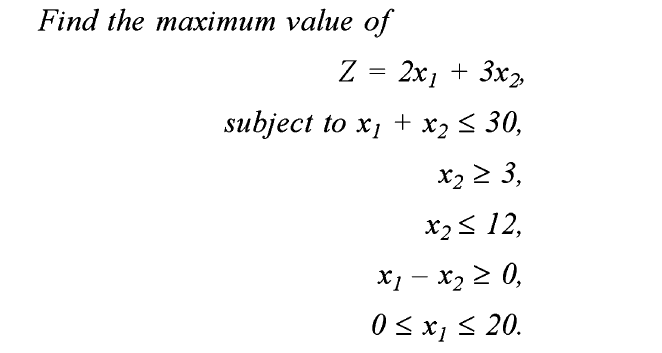 Find the maximum value of
Z = 2x₁ + 3x₂,
subject to x₁ + x₂ ≤ 30,
x₂ ≥ 3,
x₂ ≤ 12,
x₁ – x₂ ≥ 0,
0 ≤ x₁ ≤ 20.